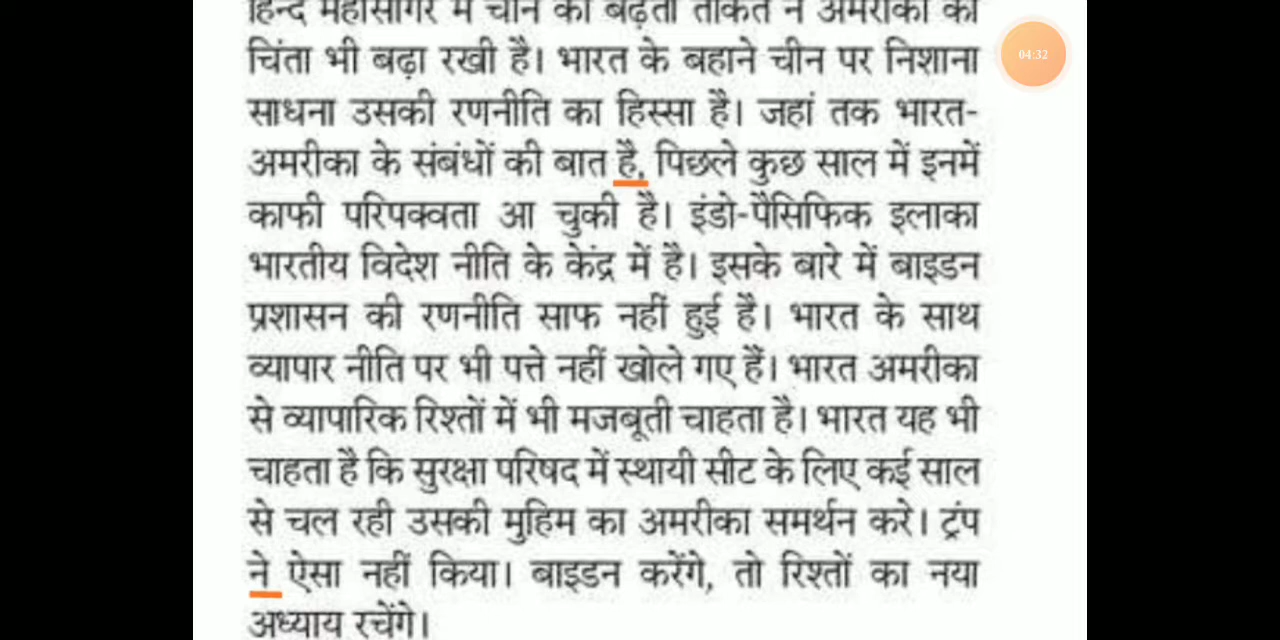 हिन्द महासागर में चीन की बढ़ती ताकत ने अमरीका की
चिंता भी बढ़ा रखी है। भारत के बहाने चीन पर निशाना
साधना उसकी रणनीति का हिस्सा है। जहां तक भारत-
अमरीका के संबंधों की बात है, पिछले कुछ साल में इनमें
काफी परिपक्वता आ चुकी है। इंडो-पैसिफिक इलाका
भारतीय विदेश नीति के केंद्र में है। इसके बारे में बाइडन
प्रशासन की रणनीति साफ नहीं हुई है। भारत के साथ
व्यापार नीति पर भी पत्ते नहीं खोले गए हैं। भारत अमरीका
से व्यापारिक रिश्तों में भी मजबूती चाहता है। भारत यह भी
चाहता है कि सुरक्षा परिषद में स्थायी सीट के लिए कई साल
से चल रही उसकी मुहिम का अमरीका समर्थन करे। ट्रंप
ने ऐसा नहीं किया। बाइडन करेंगे, तो रिश्तों का नया
अध्याय रचेंगे।
04:32